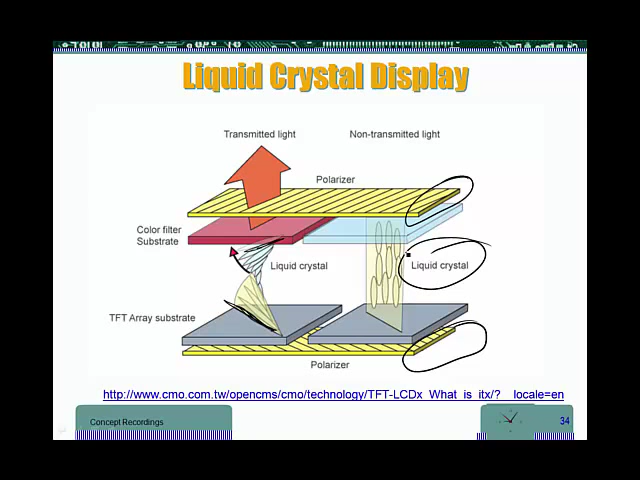 Liquid Crystal Display
Transmitted light
Non-transmitted light
Polarizer
Color filter
Substrate
Liquid crystal
Liquid crystal
TFT Array substrate
Polarizer
http://www.cmo.com.tw/opencms/cmo/technology/TFT-LCDx_What_is_itx/?__locale=en
Concept Recordings
34